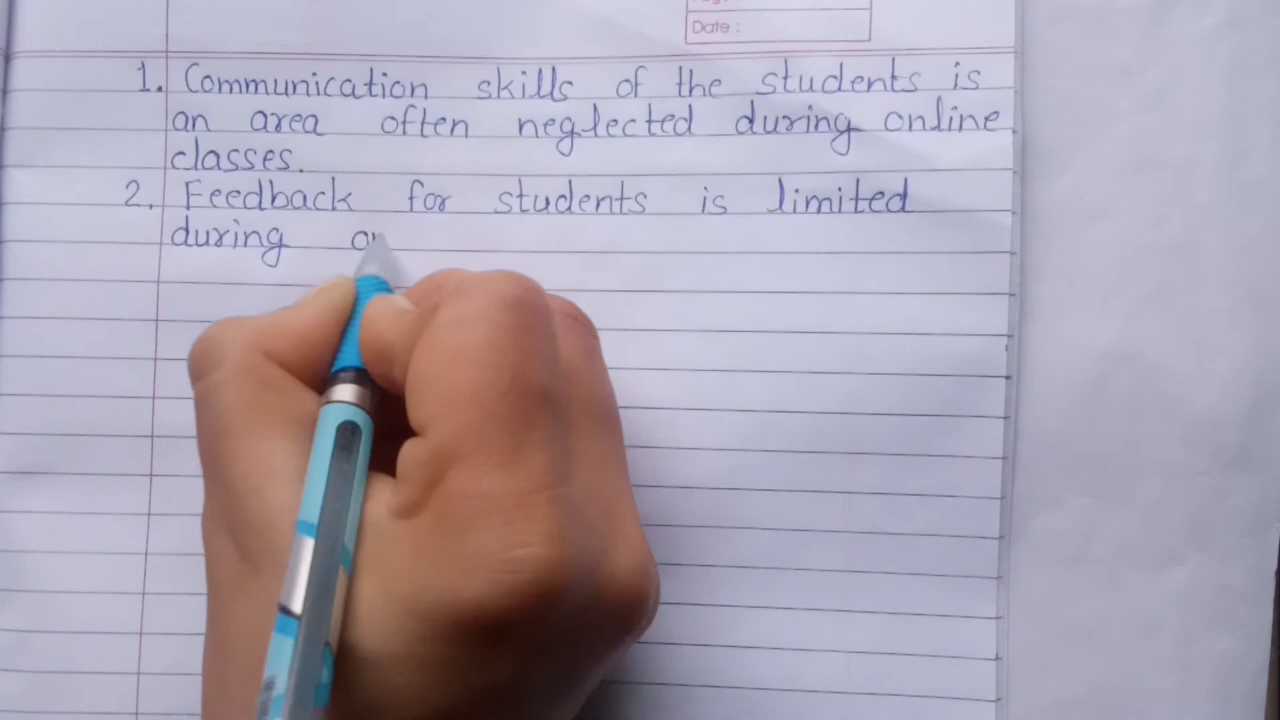 Date :
1. Communication skills of the students is
an area often neglected during online
classes.
2. Feedback for students is limited
during